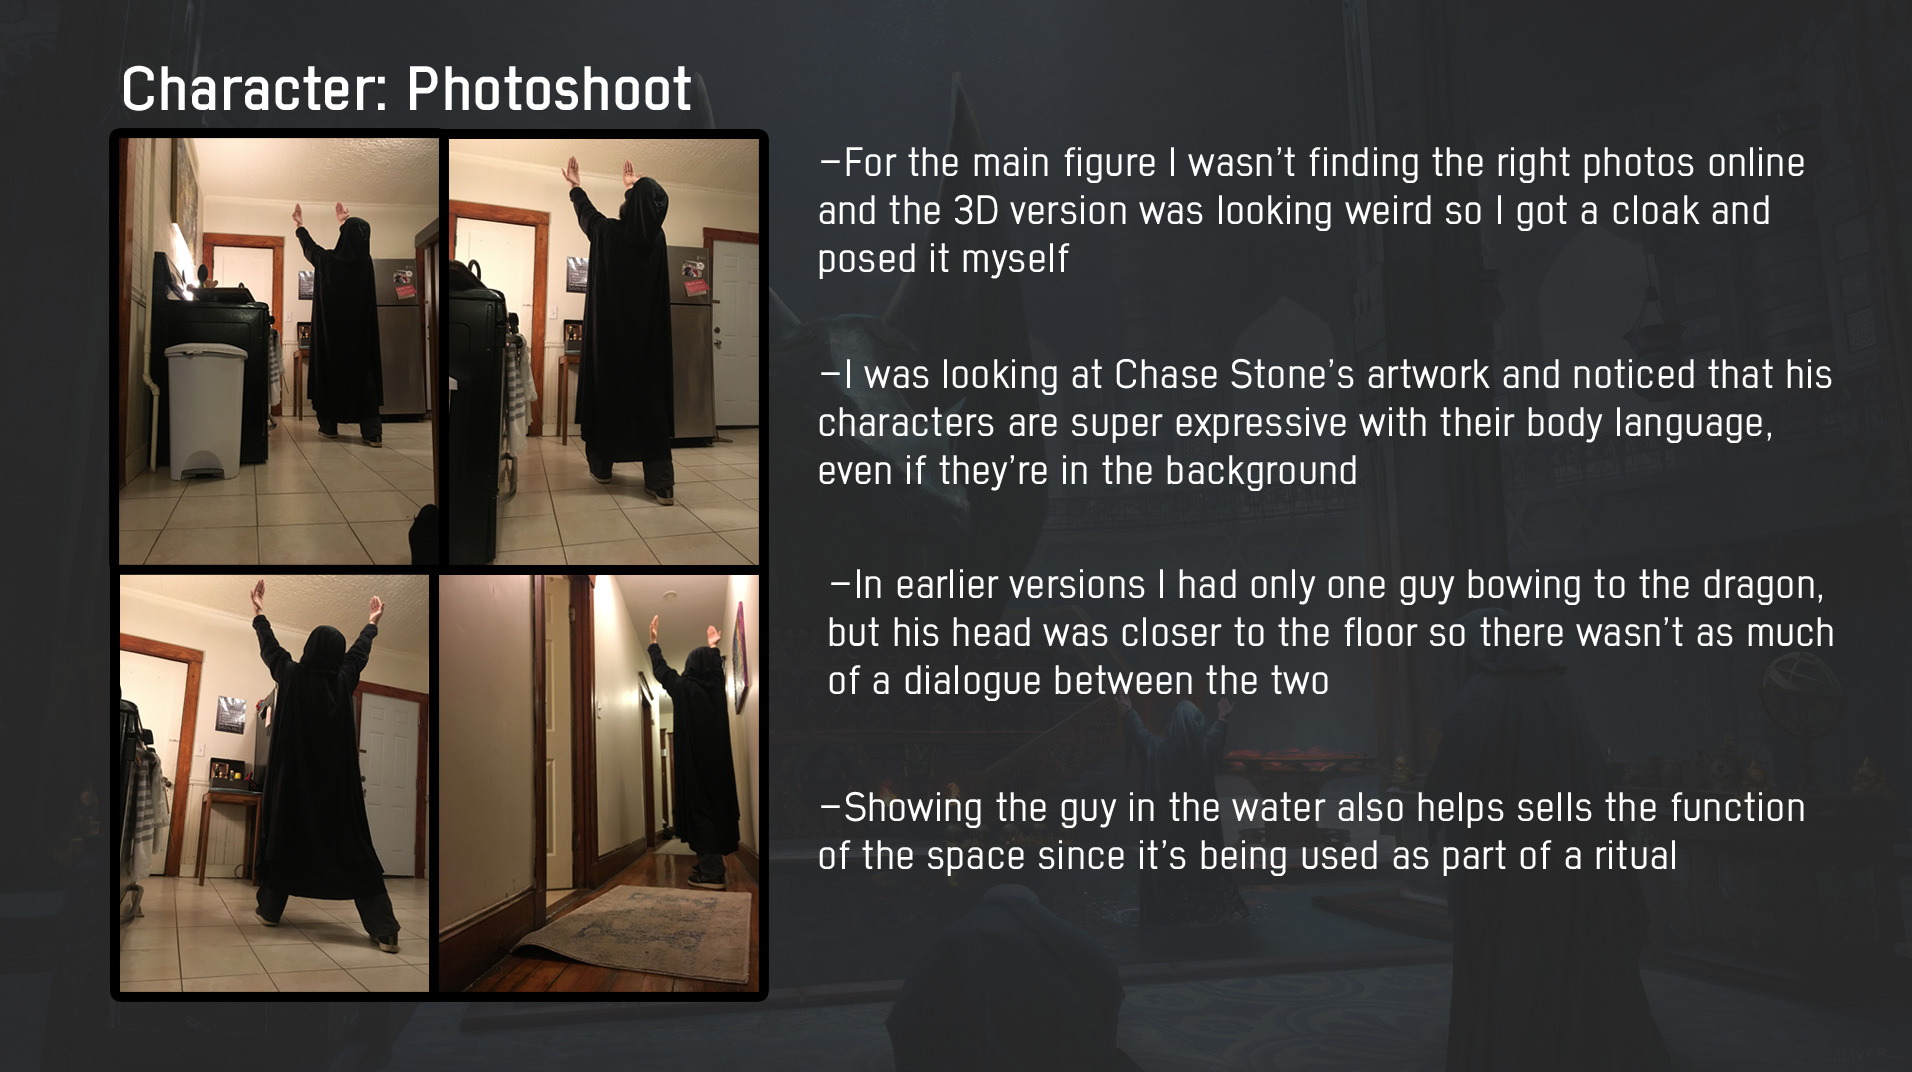 Character: Photoshoot
–For the main figure I wasn't finding the right photos online
and the 3D version was looking weird so I got a cloak and
posed it myself
–I was looking at Chase Stone's artwork and noticed that his
characters are super expressive with their body language,
even if they're in the background
–In earlier versions I had only one guy bowing to the dragon,
but his head was closer to the floor so there wasn't as much
of a dialogue between the two
–Showing the guy in the water also helps sells the function
of the space since it's being used as part of a ritual